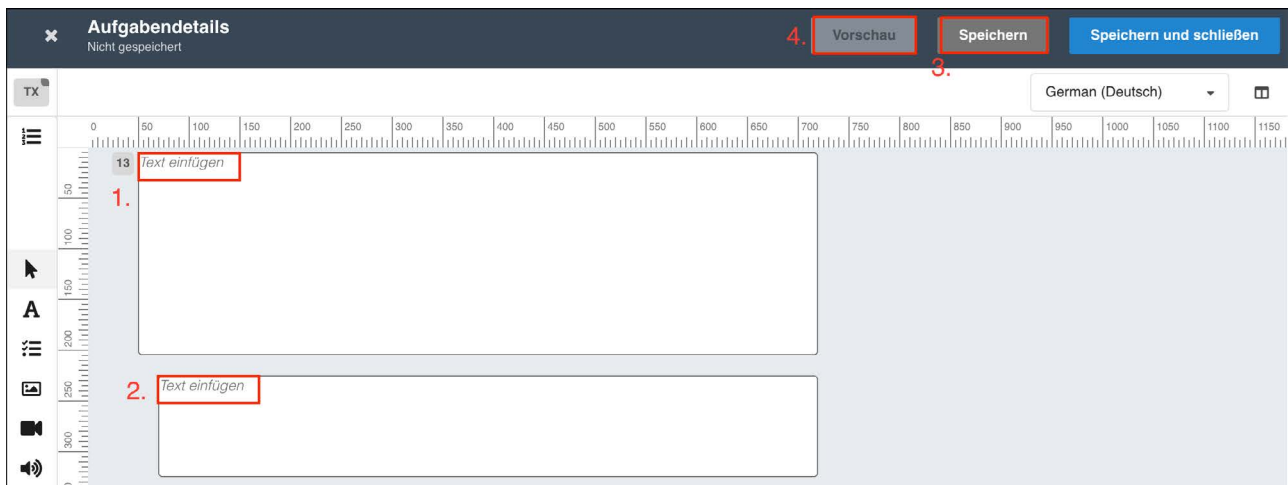 Aufgabendetails
Nicht gespeichert
4. Vorschau
Speichern
3.
Speichern und schließen
TX
German (Deutsch)
0 50 100 150 200 250 300 350 400 450 500 550 600 650 700 750 800 850 900 950 1000 1050 1100 1150
13 Text einfügen
1.
50
100
150
200
2. Text einfügen
250
300